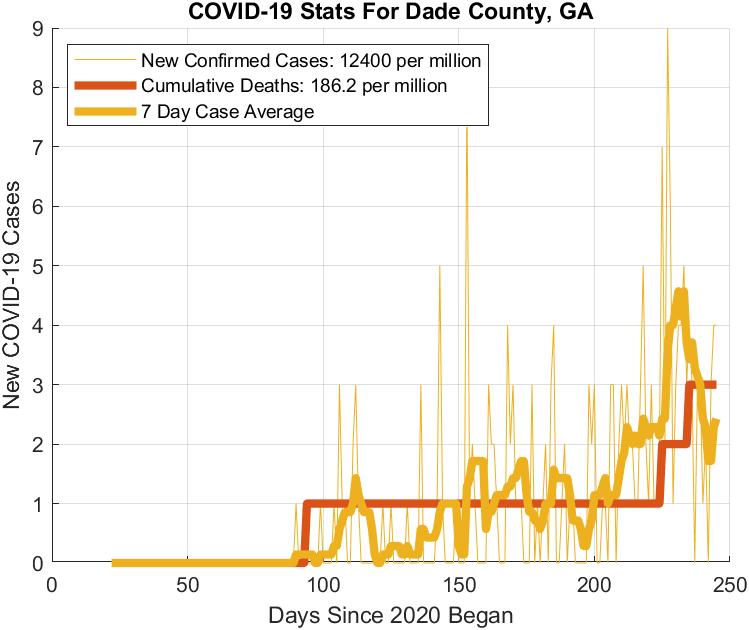 COVID-19 Stats For Dade County, GA
New Confirmed Cases: 12400 per million
Cumulative Deaths: 186.2 per million
7 Day Case Average
New COVID-19 Cases
9
8
7
6
5
4
3
2
1
0
0 50 100 150 200 250
Days Since 2020 Began